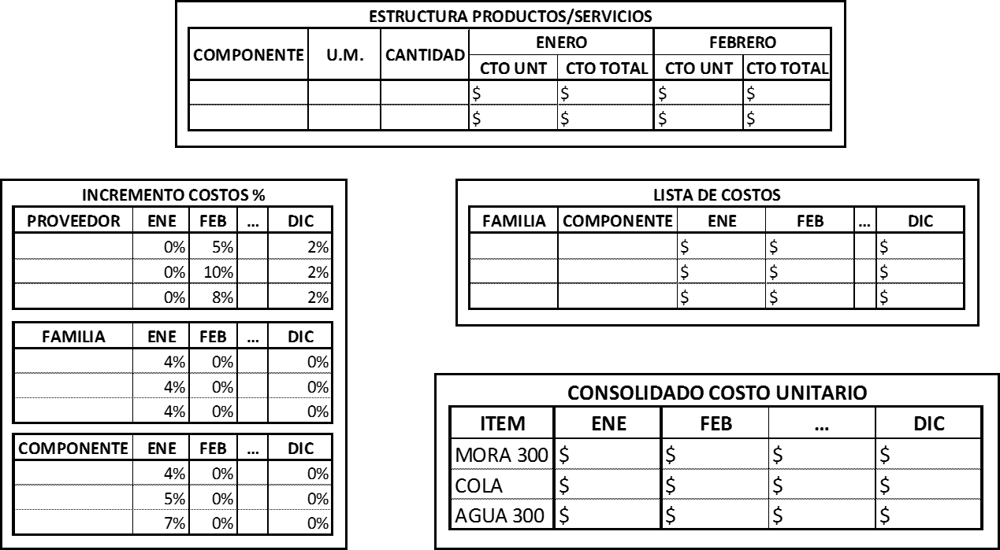 ESTRUCTURA PRODUCTOS/SERVICIOS
COMPONENTE U.M. CANTIDAD ENERO FEBRERO
CTO UNT CTO TOTAL CTO UNT CTO TOTAL
$ $ $ $
$ $ $ $
INCREMENTO COSTOS %
PROVEEDOR ENE FEB ... DIC
0% 5% 2%
0% 10% 2%
0% 8% 2%
FAMILIA ENE FEB ... DIC
4% 0% 0%
4% 0% 0%
4% 0% 0%
COMPONENTE ENE FEB ... DIC
4% 0% 0%
5% 0% 0%
7% 0% 0%
LISTA DE COSTOS
FAMILIA COMPONENTE ENE FEB ... DIC
$ $ $
$ $ $
$ $ $
CONSOLIDADO COSTO UNITARIO
ITEM ENE FEB ... DIC
MORA 300 $ $ $ $
COLA $ $ $ $
AGUA 300 $ $ $ $